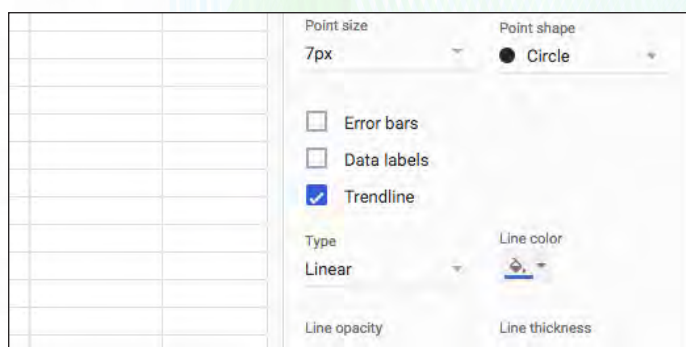 Point size Point shape
7px Circle
Error bars
Data labels
Trendline
Type Line color
Linear
Line opacity Line thickness